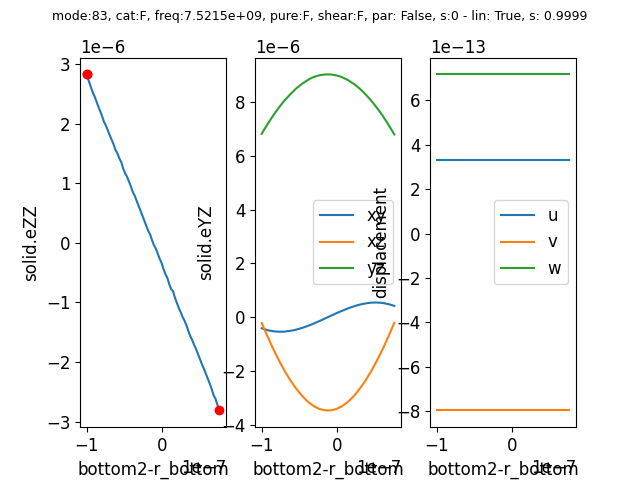 mode:83, cat:F, freq:7.5215e+09, pure:F, shear:F, par: False, s:0 - lin: True, s: 0.9999
1e−6
1e−6
1e−13
3
2
1
0
−1
−2
−3
solid.eZZ
−1
0
1e−7
bottom2-r_bottom
8
6
4
2
0
−2
−4
solid.eYZ
xy
xz
yz
−1
0
1e−7
bottom2-r_bottom
6
4
2
0
−2
−4
−6
−8
displacement
u
v
w
−1
0
1e−7
bottom2-r_bottom